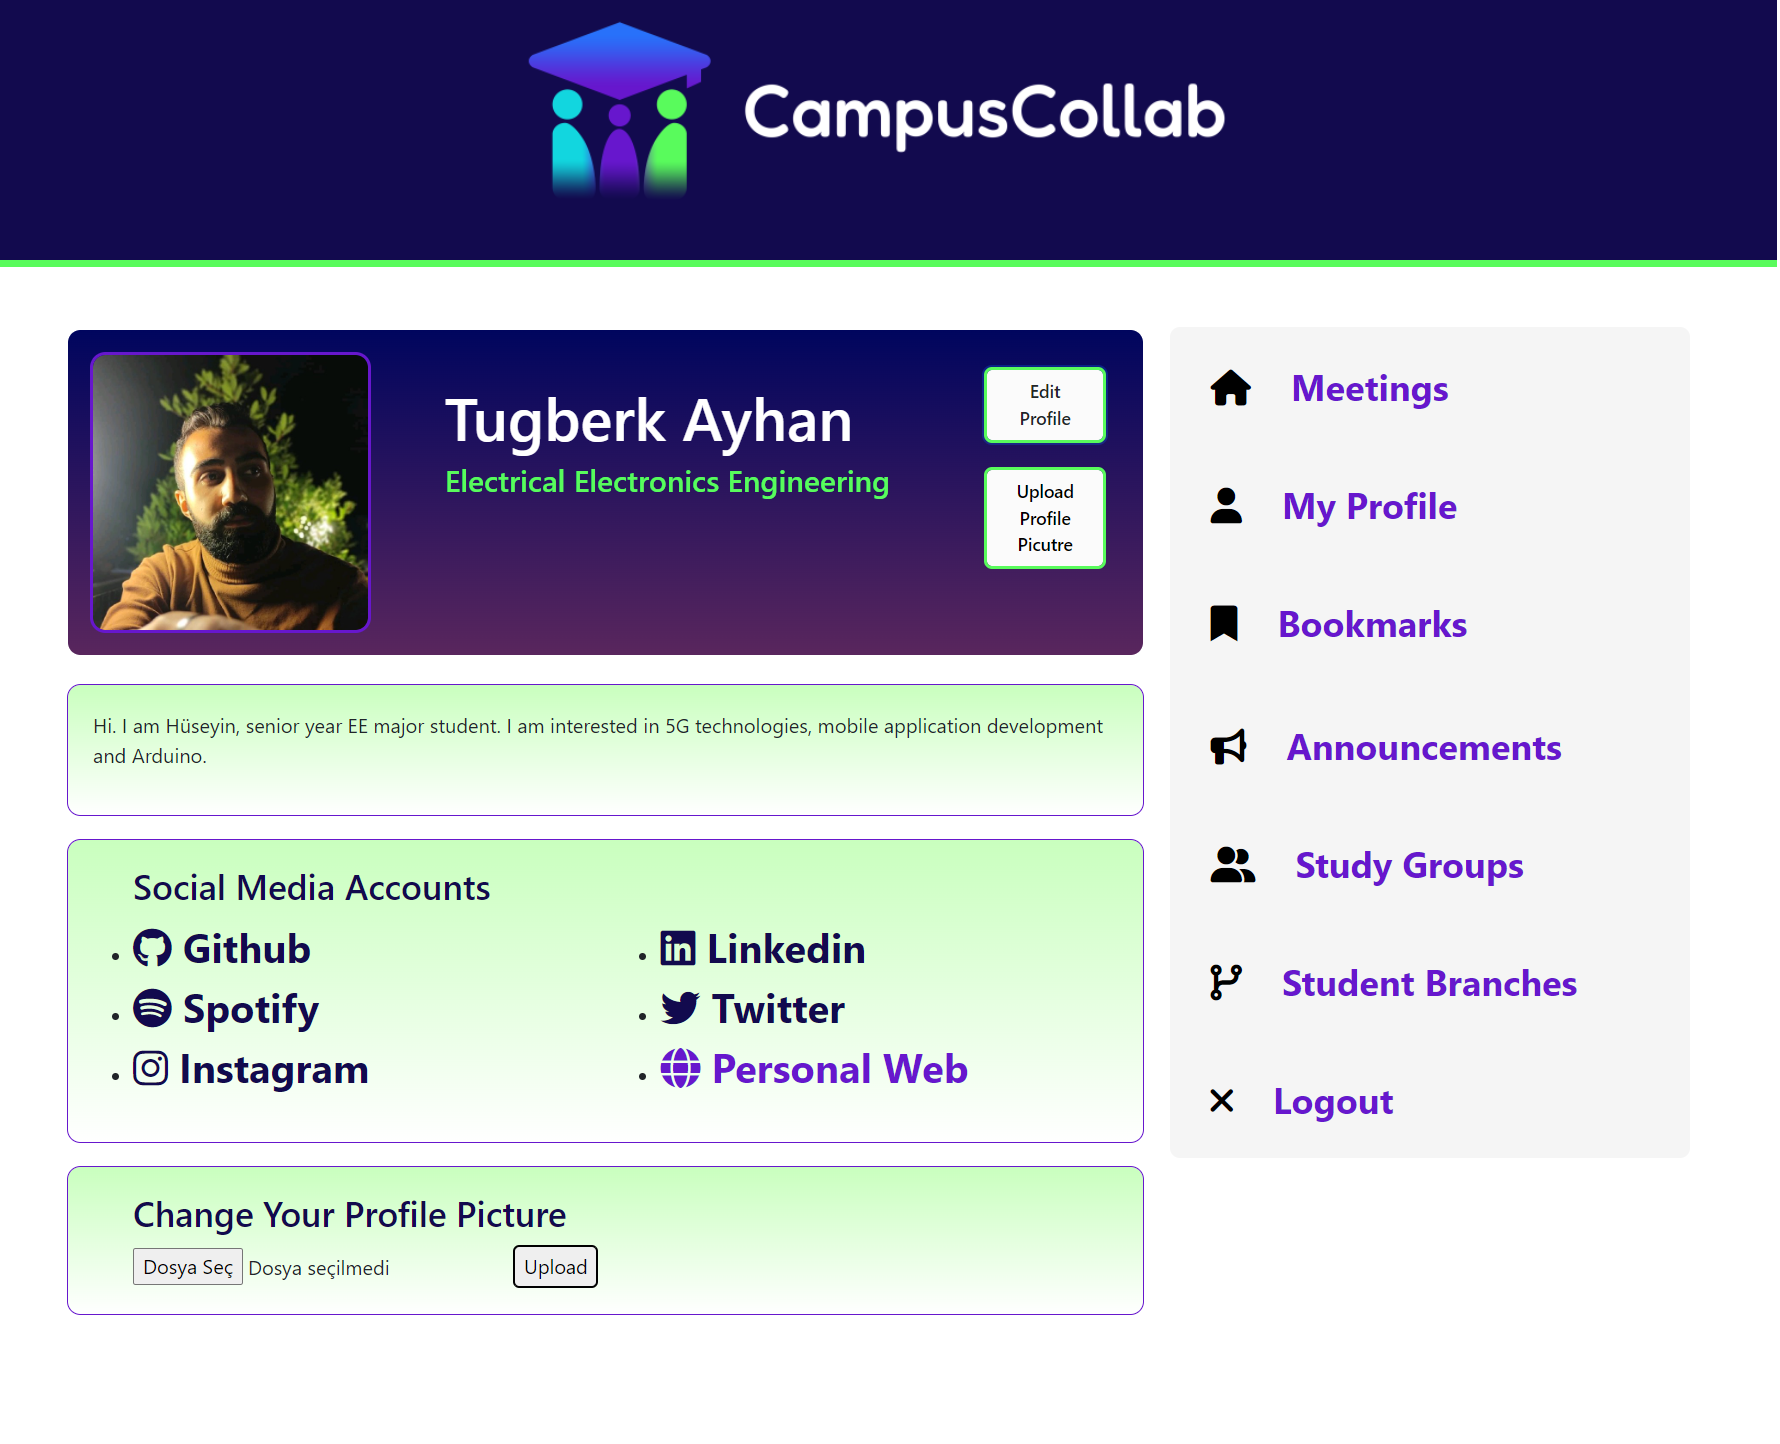 CampusCollab
Tugberk Ayhan
Electrical Electronics Engineering
Edit
Profile
Upload
Profile
Picutre
Hi. I am Hüseyin, senior year EE major student. I am interested in 5G technologies, mobile application development
and Arduino.
Social Media Accounts
Github
Linkedin
Spotify
Twitter
Instagram
Personal Web
Change Your Profile Picture
Dosya Seç Dosya seçilmedi Upload
Meetings
My Profile
Bookmarks
Announcements
Study Groups
Student Branches
Logout